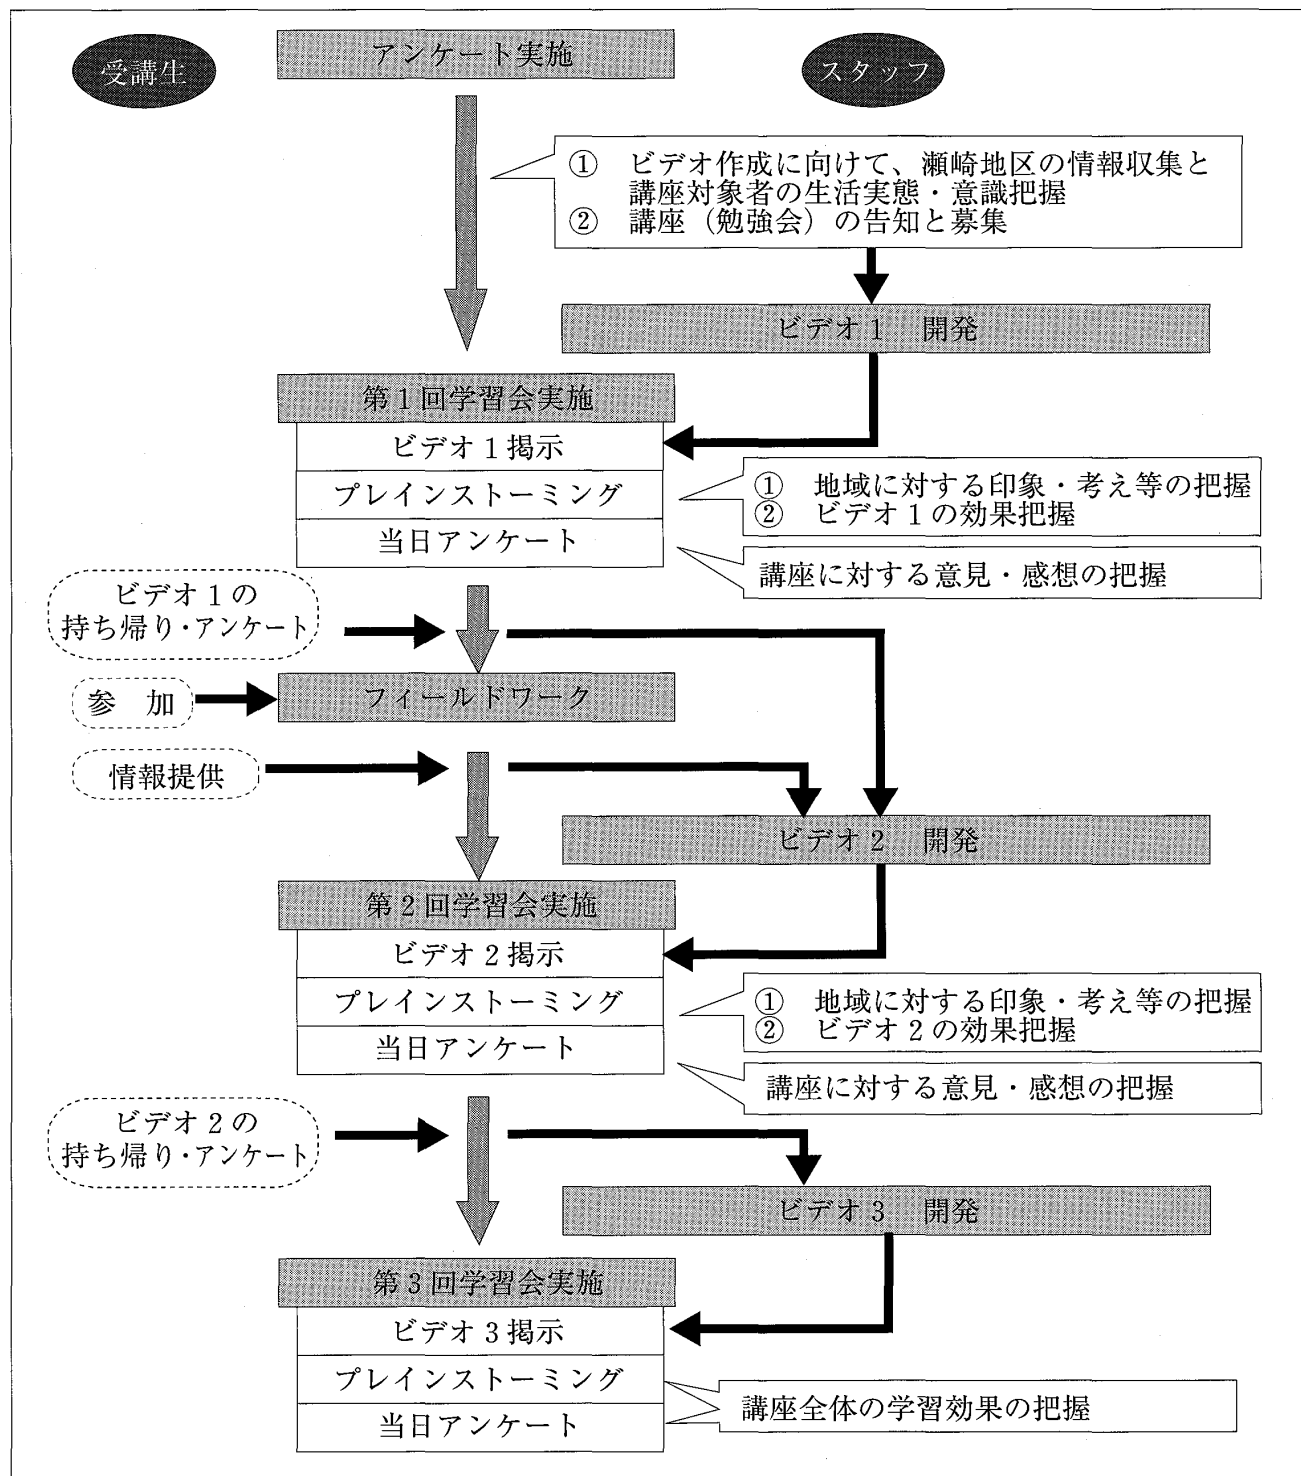 受講生
アンケート実施
スタッフ
① ビデオ作成に向けて、瀬崎地区の情報収集と
講座対象者の生活実態・意識把握
② 講座（勉強会）の告知と募集
ビデオ1 開発
第1回学習会実施
ビデオ1掲示
プレインストーミング
当日アンケート
① 地域に対する印象・考え等の把握
② ビデオ1の効果把握
講座に対する意見・感想の把握
ビデオ1の
持ち帰り・アンケート
参 加
フィールドワーク
情報提供
ビデオ2 開発
第2回学習会実施
ビデオ2掲示
プレインストーミング
当日アンケート
① 地域に対する印象・考え等の把握
② ビデオ2の効果把握
講座に対する意見・感想の把握
ビデオ2の
持ち帰り・アンケート
ビデオ3 開発
第3回学習会実施
ビデオ3掲示
プレインストーミング
当日アンケート
講座全体の学習効果の把握